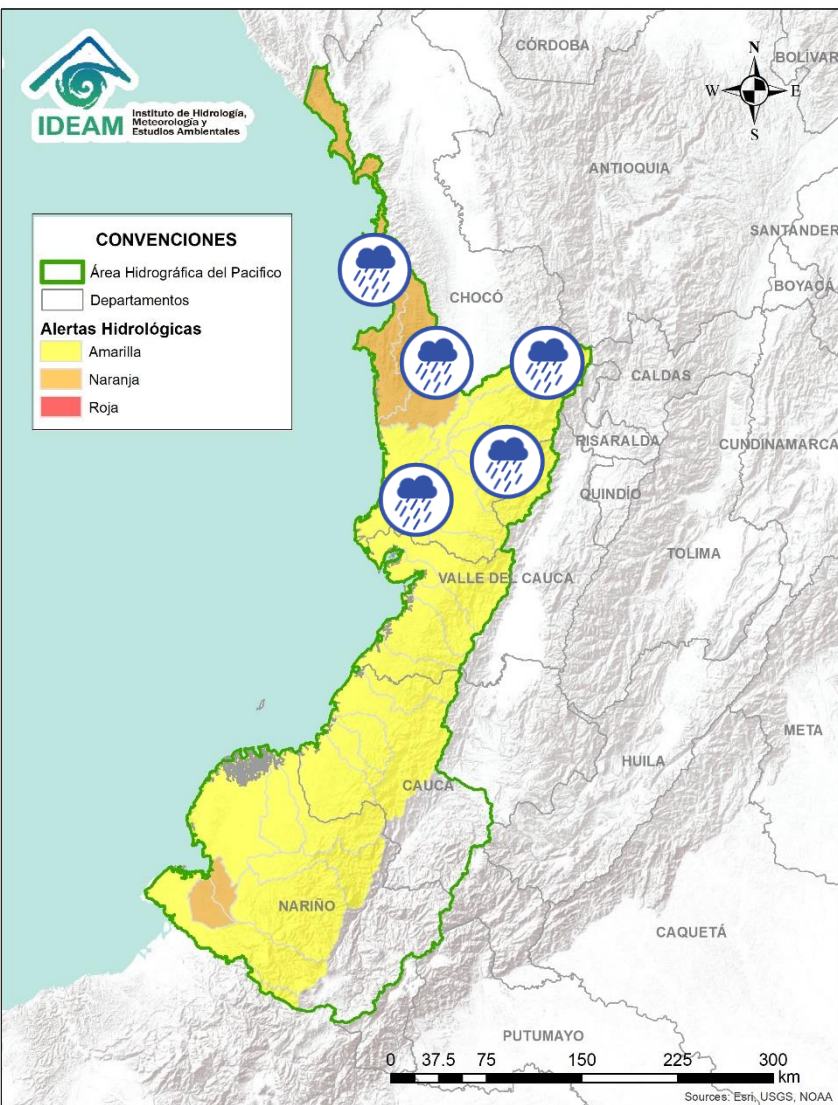 IDEAM
Instituto de Hidrología,
Meteorología y
Estudios Ambientales
CÓRDOBA
BOLÍVAR
N
W
E
S
ANTIOQUIA
SANTANDER
CONVENCIONES
Área Hidrográfica del Pacifico
Departamentos
Alertas Hidrológicas
Amarilla
Naranja
Roja
BOYACÁ
CHOCÓ
CALDAS
RISARALDA
CUNDINAMARCA
QUINDÍO
TOLIMA
VALLE DEL CAUCA
META
HUILA
CAUCA
NARIÑO
CAQUETÁ
PUTUMAYO
0 37.5 75 150 225 300
km
Sources: Esri, USGS, NOAA